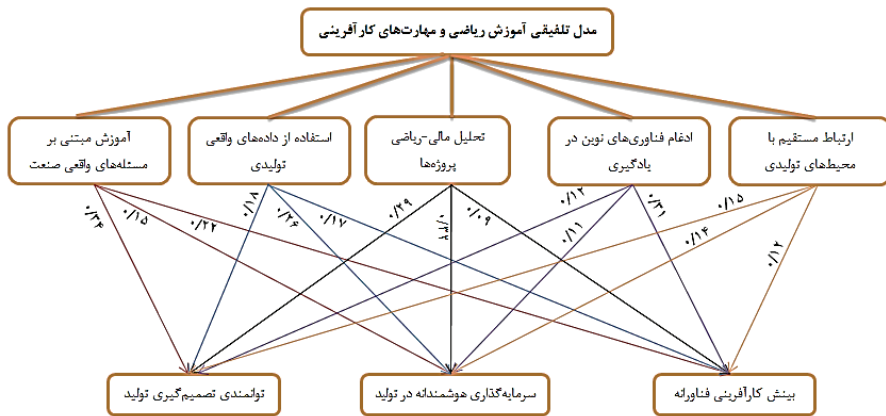 مدل تلفیقی آموزش ریاضی و مهارت‌های کارآفرینی
ارتباط مستقیم با
محیط‌های تولیدی
ادغام فناوری‌های نوین در
یادگیری
تحلیل مالی-ریاضی
پروژه‌ها
استفاده از داده‌های واقعی
تولیدی
آموزش مبتنی بر
مسئله‌های واقعی صنعت
۰/۱۵
۰/۱۴
۰/۱۲
۰/۱۲
۰/۱۱
۰/۳۱
۰/۲۹
۰/۳۲
۰/۰۹
۰/۱۸
۰/۲۶
۰/۱۷
۰/۲۴
۰/۱۵
۰/۲۲
بینش کارآفرینی فناورانه
سرمایه‌گذاری هوشمندانه در تولید
توانمندی تصمیم‌گیری تولید